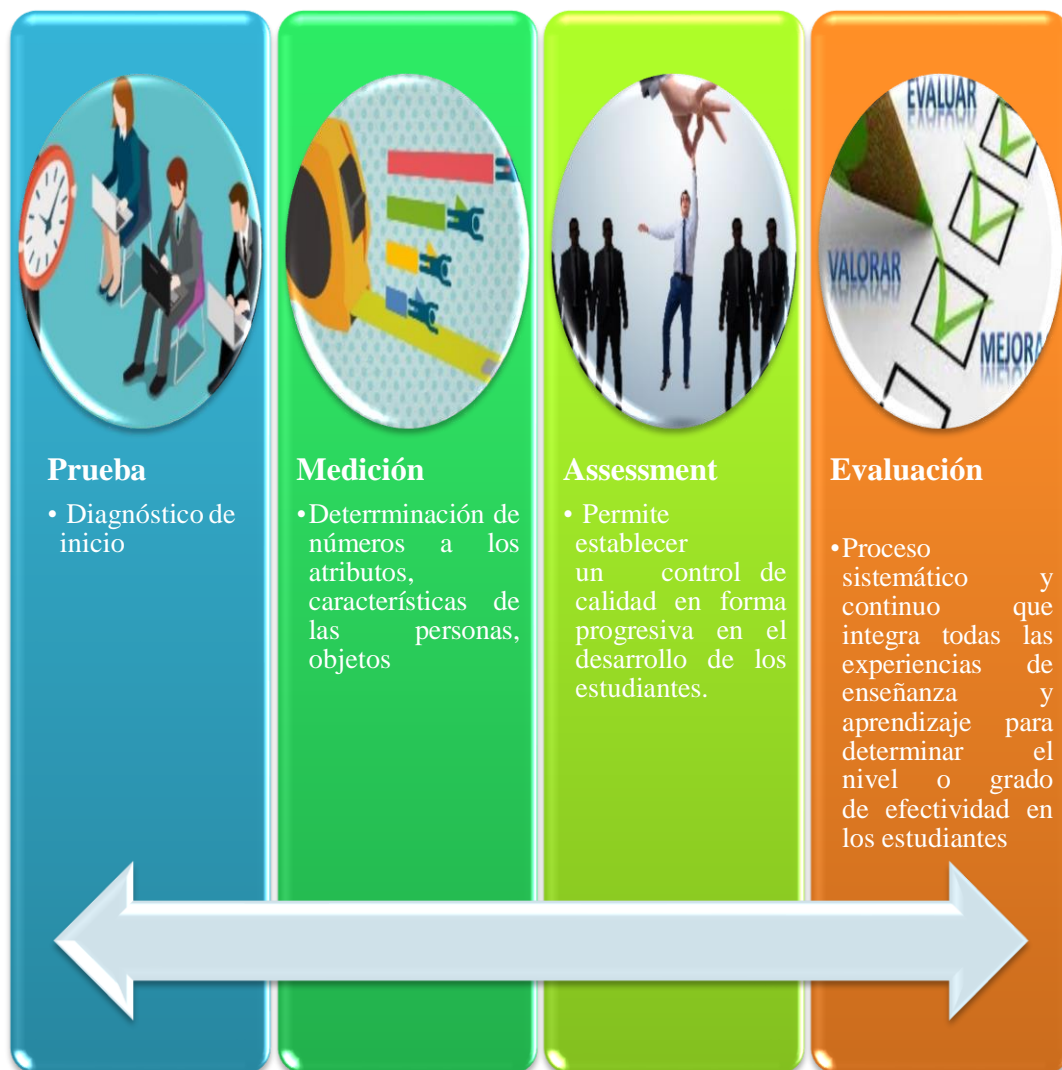 EVALUAR
VALORAR
MEJORA
Prueba
• Diagnóstico de
inicio
Medición
•Deterrminación de
números a los
atributos,
características de
las personas,
objetos
Assessment
• Permite
establecer
un control de
calidad en forma
progresiva en el
desarrollo de los
estudiantes.
Evaluación
•Proceso
sistemático y
continuo que
integra todas las
experiencias de
enseñanza y
aprendizaje para
determinar el
nivel o grado
de efectividad en
los estudiantes